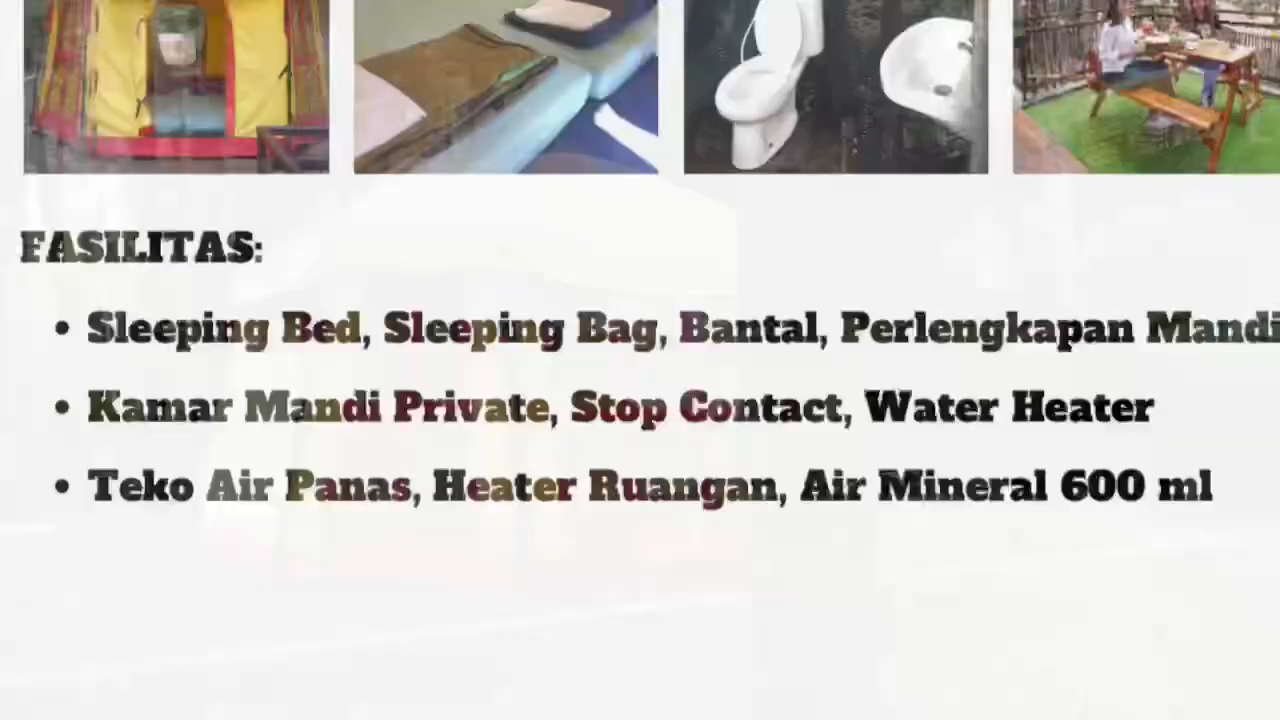 FASILITAS:
• Sleeping Bed, Sleeping Bag, Bantal, Perlengkapan Mandi
• Kamar Mandi Private, Stop Contact, Water Heater
• Teko Air Panas, Heater Ruangan, Air Mineral 600 ml